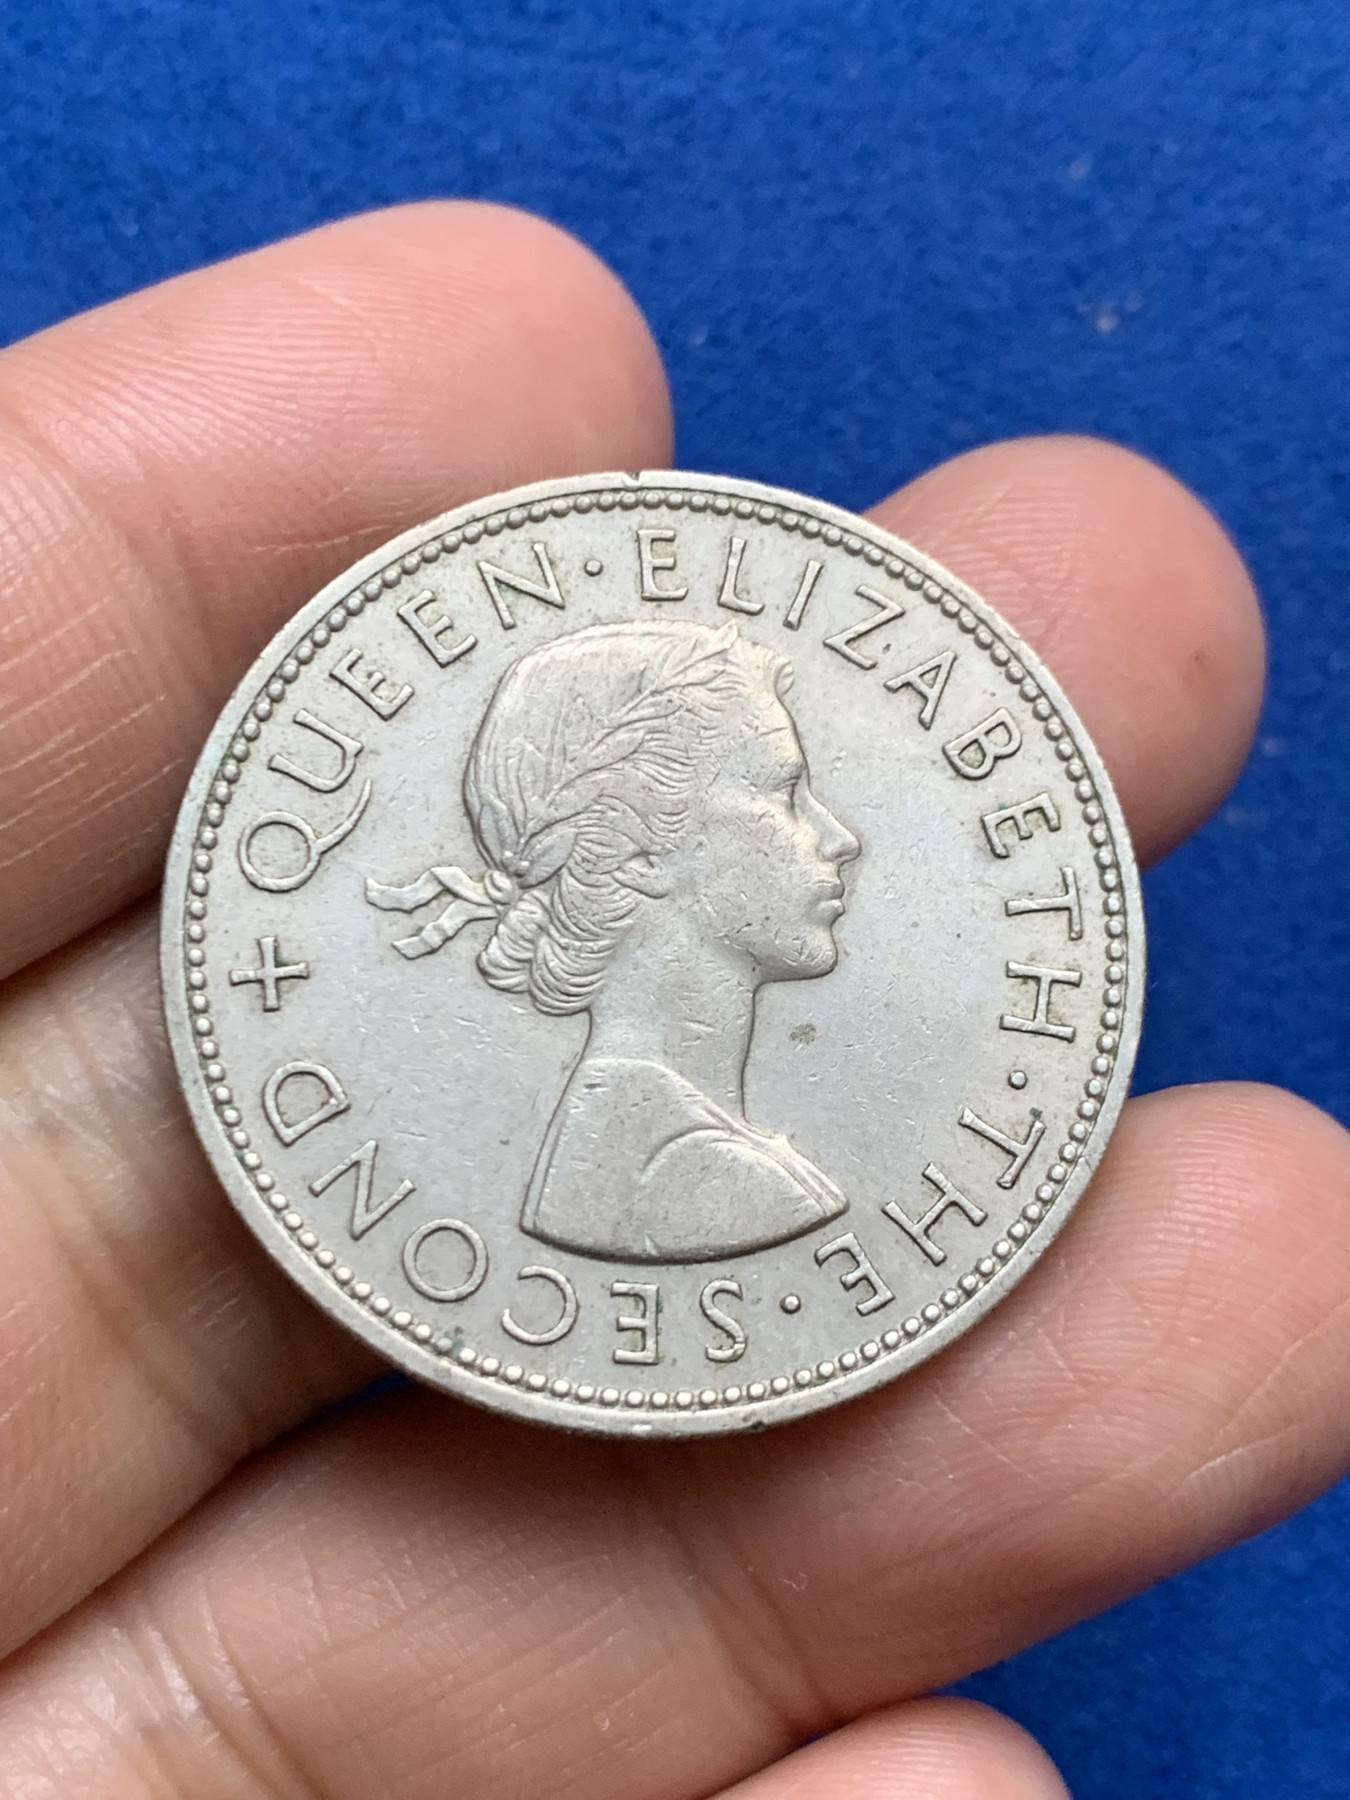 + QUEEN · ELIZABETH · THE · SECOND